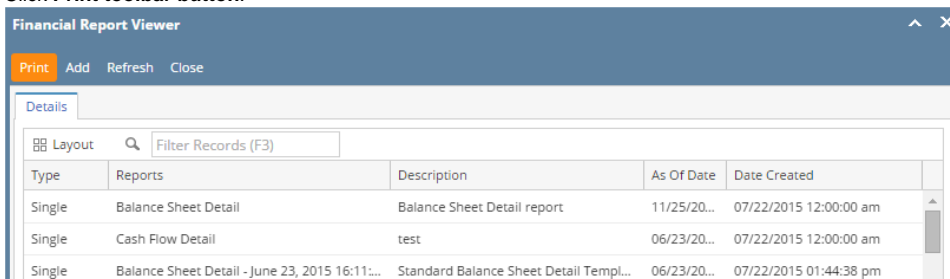 Click Print toolbar button.
Financial Report Viewer
Print Add Refresh Close
Details
Layout Filter Records (F3)
Type Reports Description As Of Date Date Created
Single Balance Sheet Detail Balance Sheet Detail report 11/25/20... 07/22/2015 12:00:00 am
Single Cash Flow Detail test 06/23/20... 07/22/2015 12:00:00 am
Single Balance Sheet Detail - June 23, 2015 16:11:... Standard Balance Sheet Detail Templ... 06/23/20... 07/22/2015 01:44:38 pm